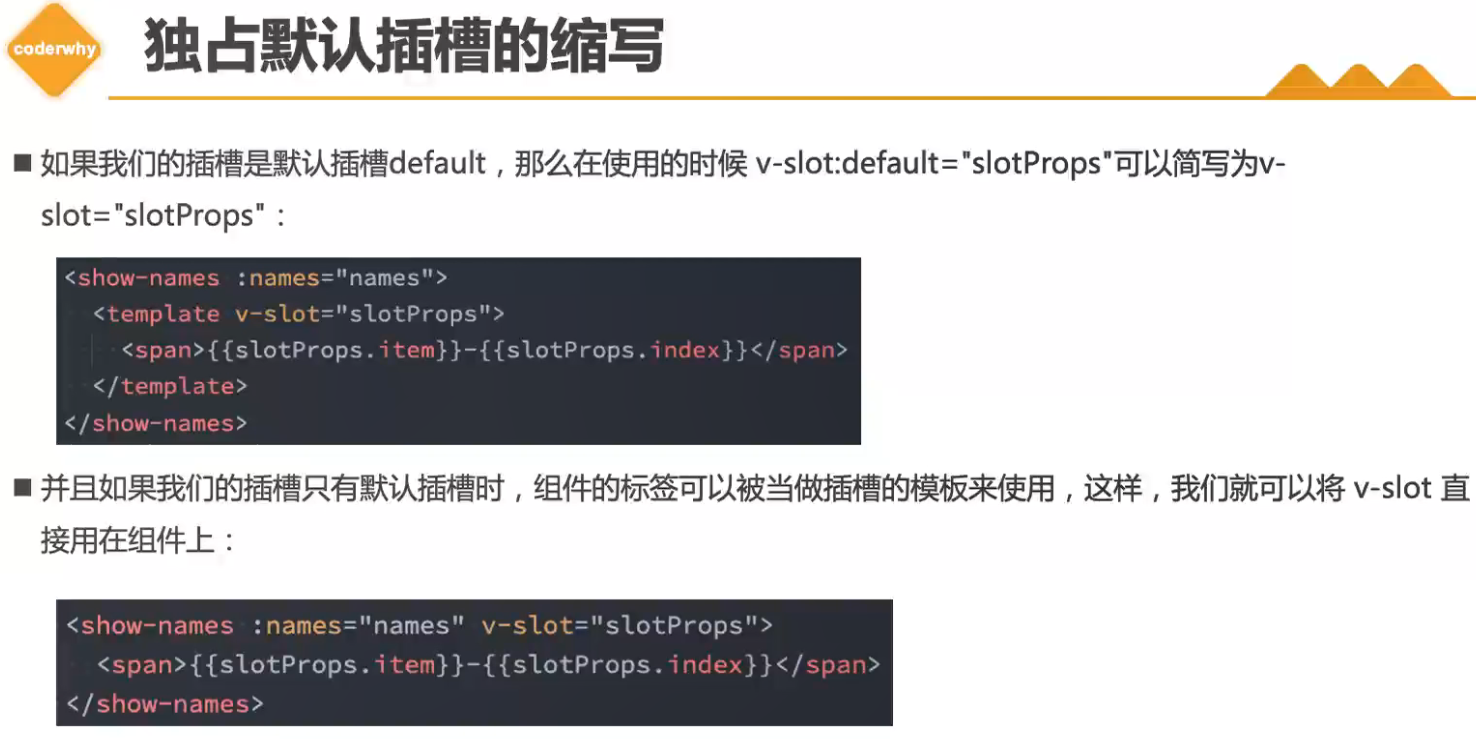 coderwhy
独占默认插槽的缩写
■ 如果我们的插槽是默认插槽default，那么在使用的时候 v-slot:default="slotProps"可以简写为v-
slot="slotProps"：
<show-names :names="names">
<template v-slot="slotProps">
<span>{{slotProps.item}}-{{slotProps.index}}</span>
</template>
</show-names>
■ 并且如果我们的插槽只有默认插槽时，组件的标签可以被当做插槽的模板来使用，这样，我们就可以将 v-slot 直
接用在组件上：
<show-names :names="names" v-slot="slotProps">
<span>{{slotProps.item}}-{{slotProps.index}}</span>
</show-names>